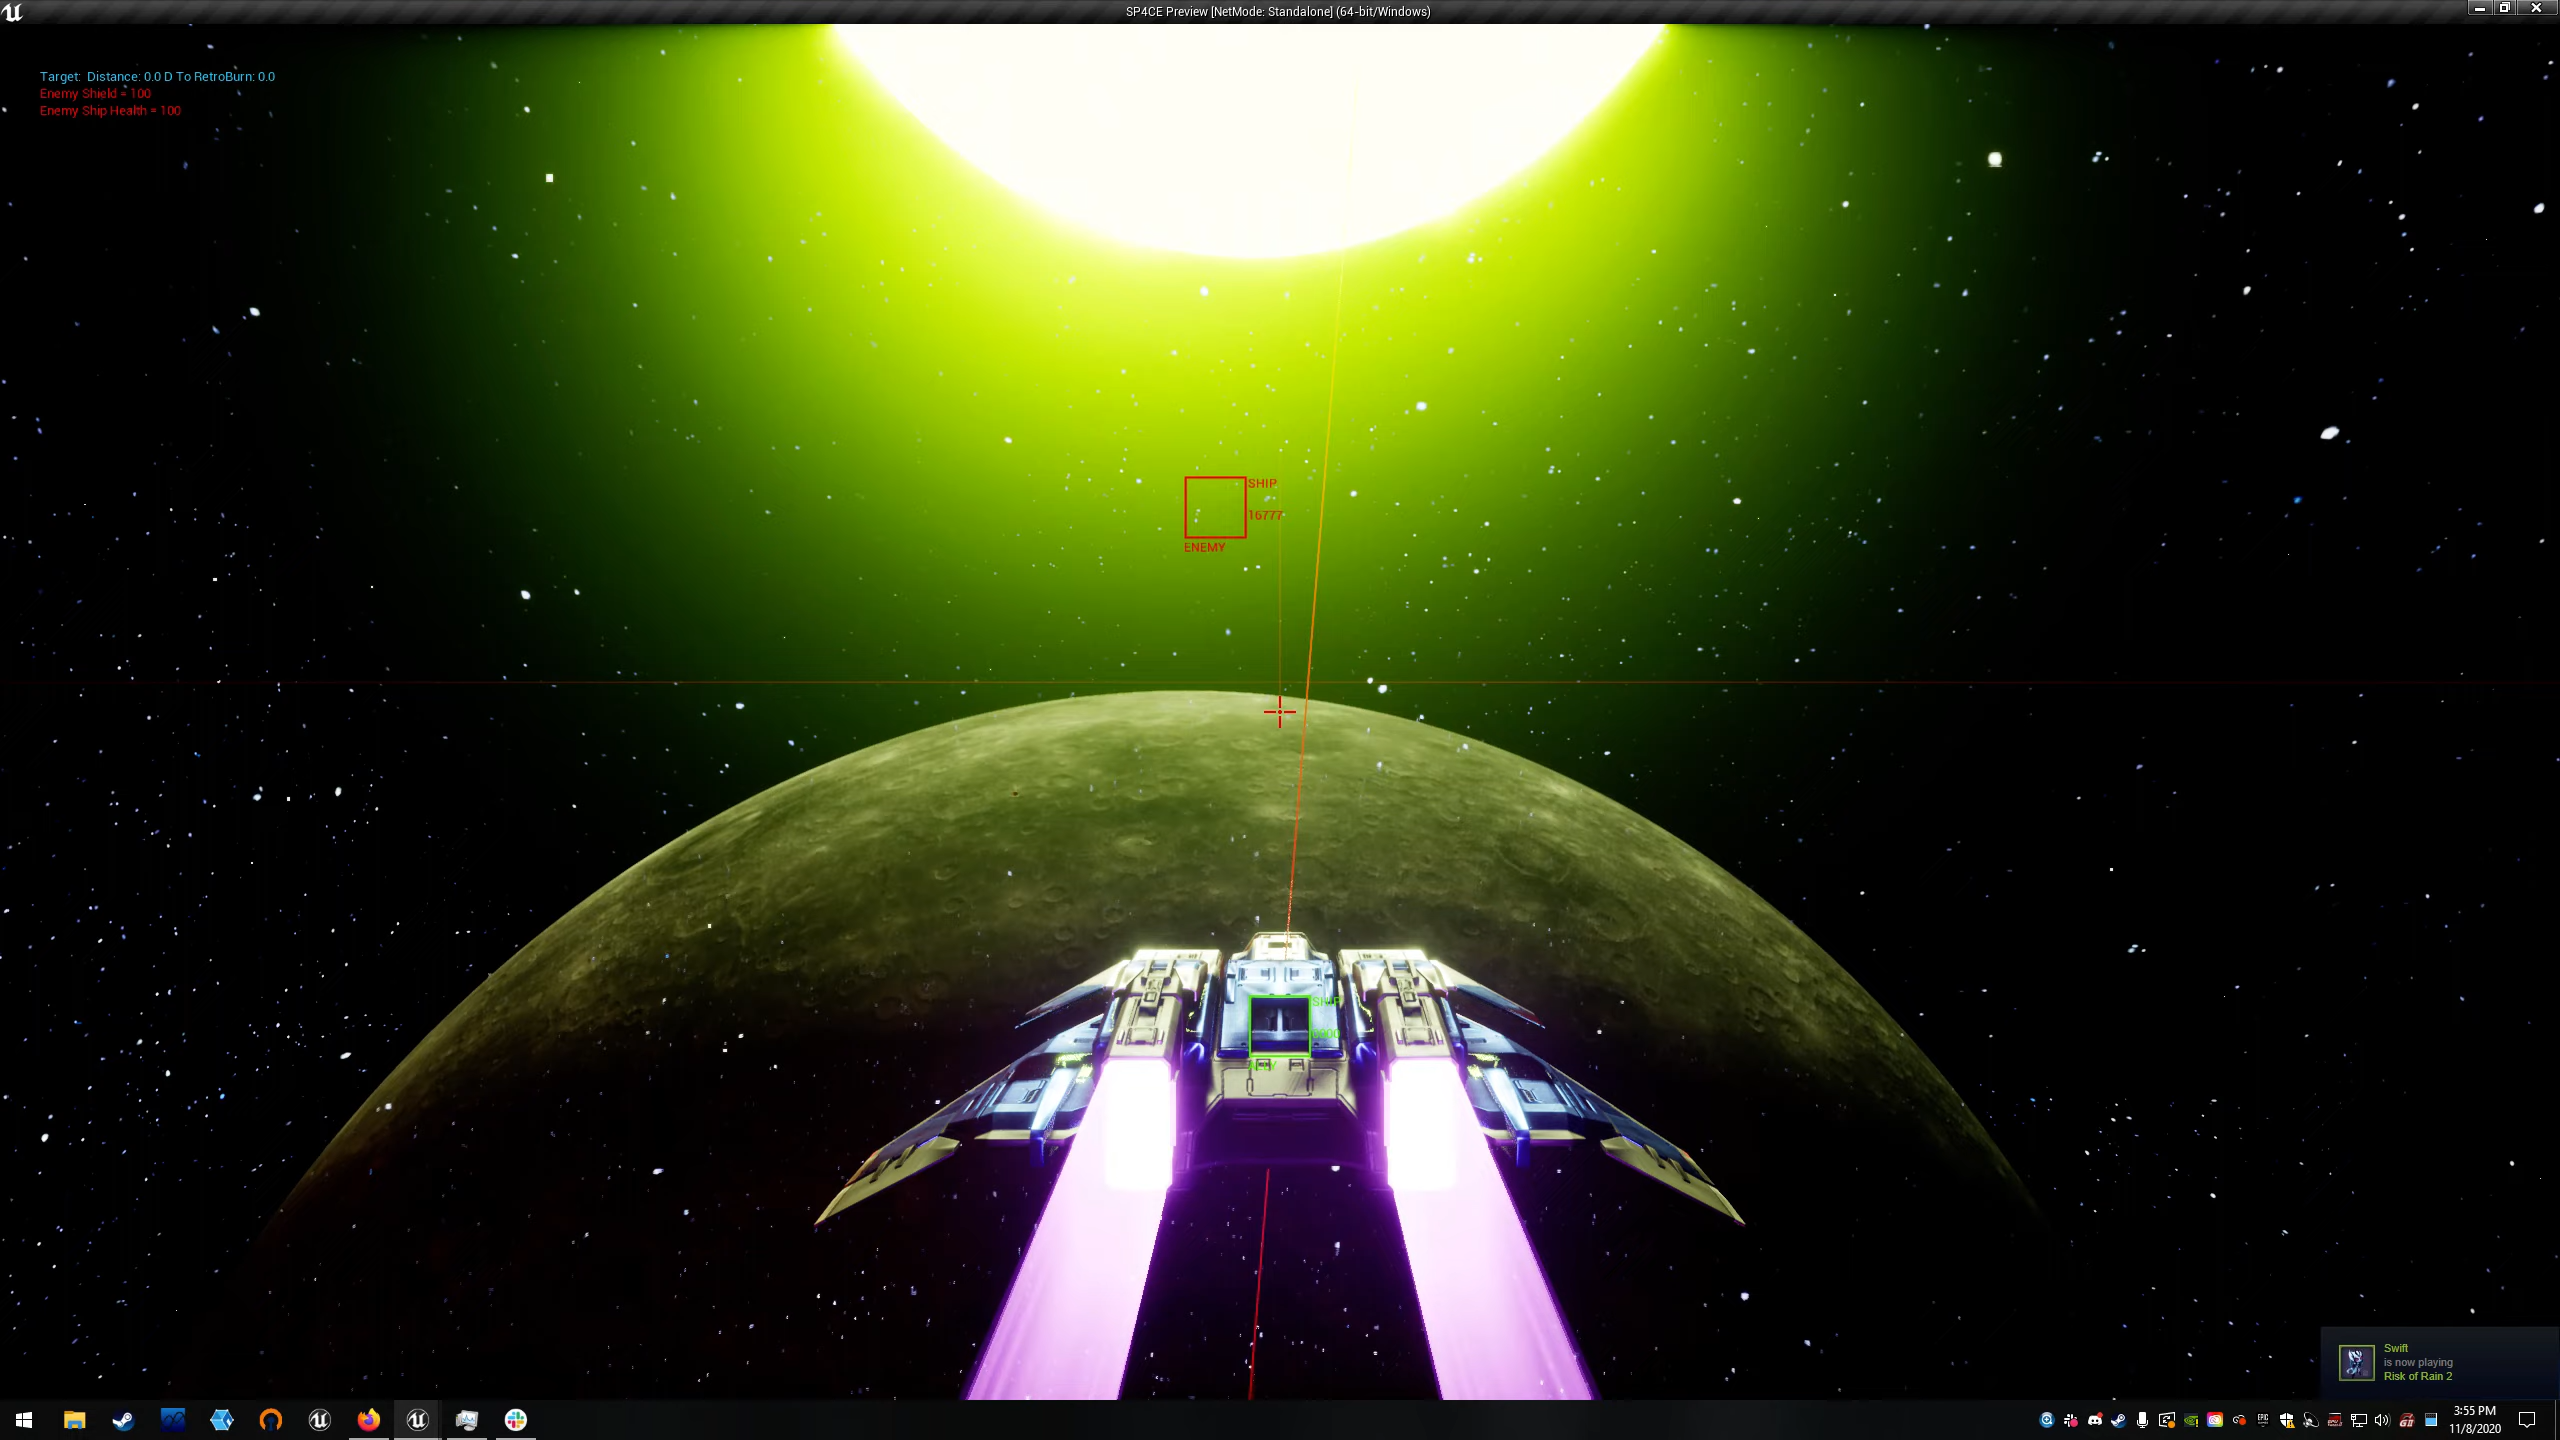 SP4CE Preview [NetMode: Standalone] (64-bit/Windows)
Target:  Distance: 0.0 D To RetroBurn: 0.0
Enemy Shield = 100
Enemy Ship Health = 100
SHIP
16777
ENEMY
SHIP
ALLY
Swift
is now playing
Risk of Rain 2
3:55 PM
11/8/2020